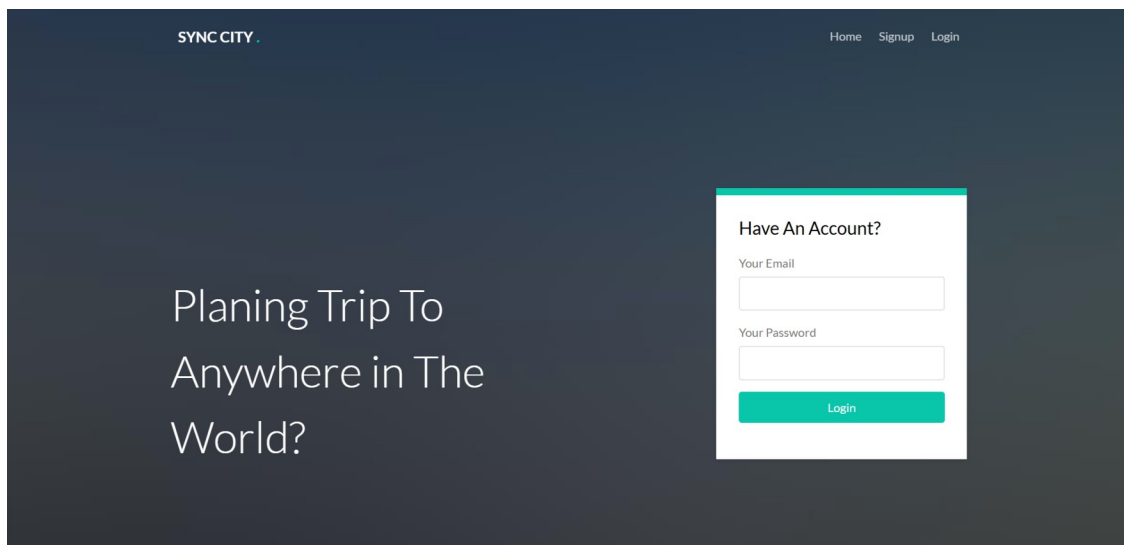 SYNC CITY .
Home Signup Login
Have An Account?
Your Email
Your Password
Login
Planing Trip To
Anywhere in The
World?